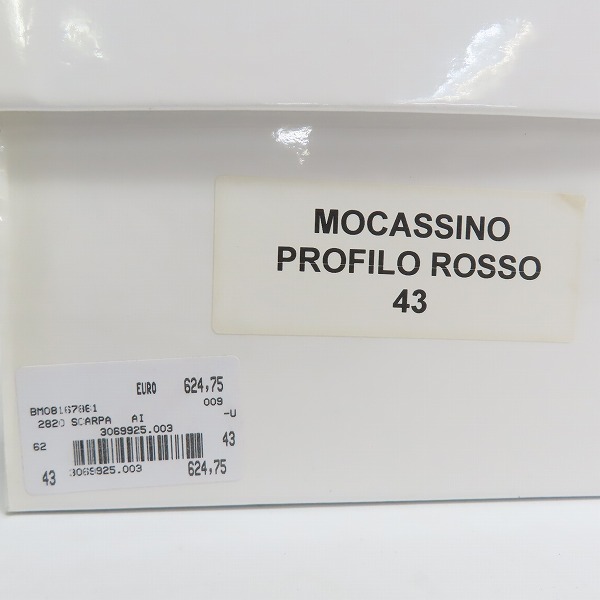 MOCASSINO
PROFILO ROSSO
43
EURO 624,75
BM08167861 009
2820 SCARPA AI -U
3069925.003
62 43
43 3069925.003 624,75